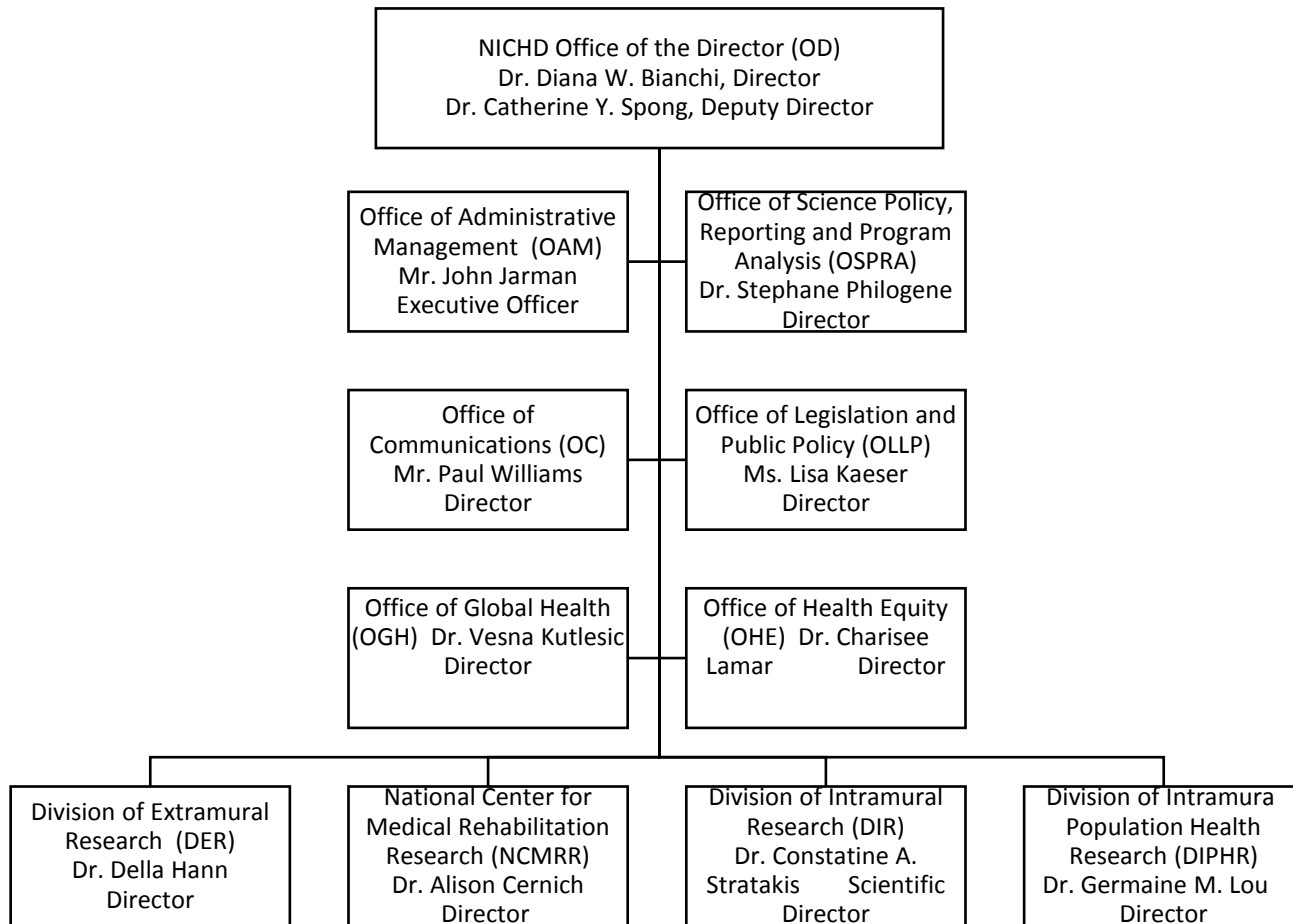 NICHD Office of the Director (OD)
Dr. Diana W. Bianchi, Director
Dr. Catherine Y. Spong, Deputy Director
Office of Administrative
Management (OAM)
Mr. John Jarman
Executive Officer
Office of Science Policy,
Reporting and Program
Analysis (OSPRA)
Dr. Stephane Philogene
Director
Office of
Communications (OC)
Mr. Paul Williams
Director
Office of Legislation and
Public Policy (OLLP)
Ms. Lisa Kaeser
Director
Office of Global Health
(OGH) Dr. Vesna Kutlesic
Director
Office of Health Equity
(OHE) Dr. Charisee
Lamar Director
Division of Extramural
Research (DER)
Dr. Della Hann
Director
National Center for
Medical Rehabilitation
Research (NCMRR)
Dr. Alison Cernich
Director
Division of Intramural
Research (DIR)
Dr. Constatine A.
Stratakis Scientific
Director
Division of Intramura
Population Health
Research (DIPHR)
Dr. Germaine M. Lou
Director